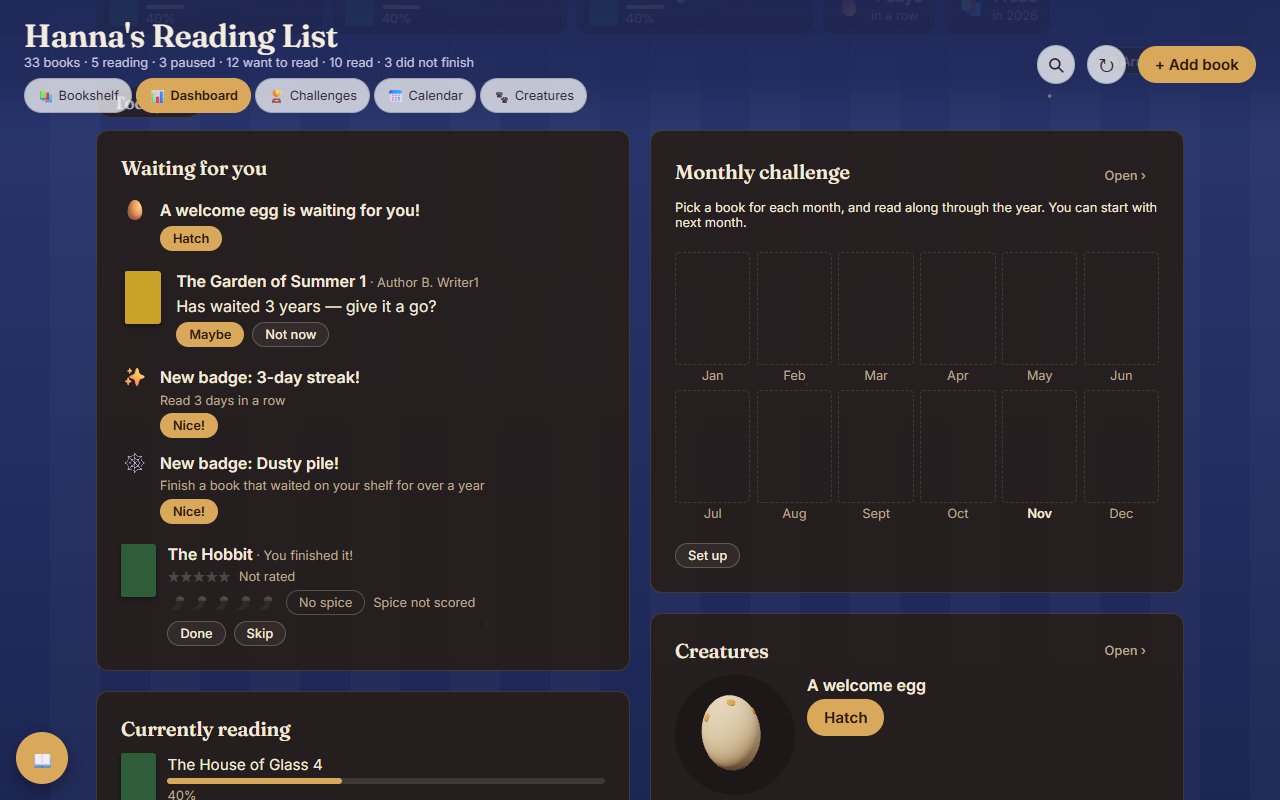 40%
40%
40%
in a row
in 2026
Hanna's Reading List
33 books · 5 reading · 3 paused · 12 want to read · 10 read · 3 did not finish
Bookshelf
Dashboard
Challenges
Calendar
Creatures
+ Add book
Waiting for you
A welcome egg is waiting for you!
Hatch
The Garden of Summer 1 · Author B. Writer1
Has waited 3 years — give it a go?
Maybe Not now
New badge: 3-day streak!
Read 3 days in a row
Nice!
New badge: Dusty pile!
Finish a book that waited on your shelf for over a year
Nice!
The Hobbit · You finished it!
Not rated
No spice Spice not scored
Done Skip
Currently reading
The House of Glass 4
40%
Monthly challenge
Open ›
Pick a book for each month, and read along through the year. You can start with
next month.
Jan Feb Mar Apr May Jun
Jul Aug Sept Oct Nov Dec
Set up
Creatures
Open ›
A welcome egg
Hatch